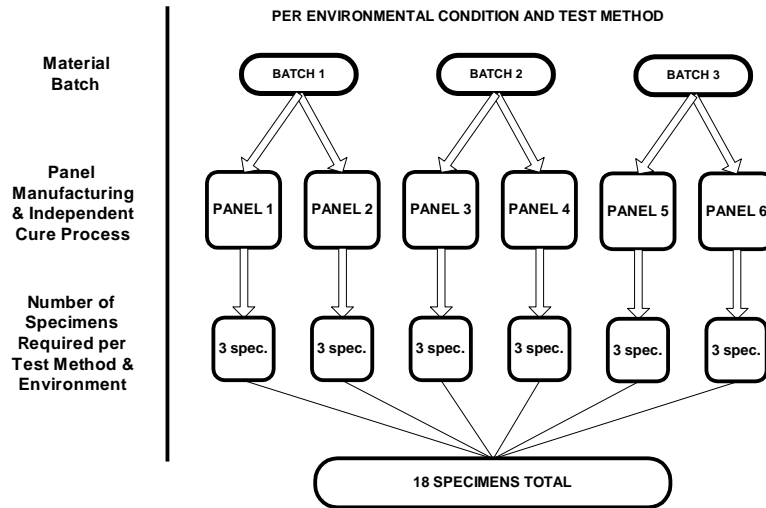 PER ENVIRONMENTAL CONDITION AND TEST METHOD
Material
Batch
BATCH 1
BATCH 2
BATCH 3
Panel
Manufacturing
& Independent
Cure Process
PANEL 1
PANEL 2
PANEL 3
PANEL 4
PANEL 5
PANEL 6
Number of
Specimens
Required per
Test Method &
Environment
3 spec.
3 spec.
3 spec.
3 spec.
3 spec.
3 spec.
18 SPECIMENS TOTAL